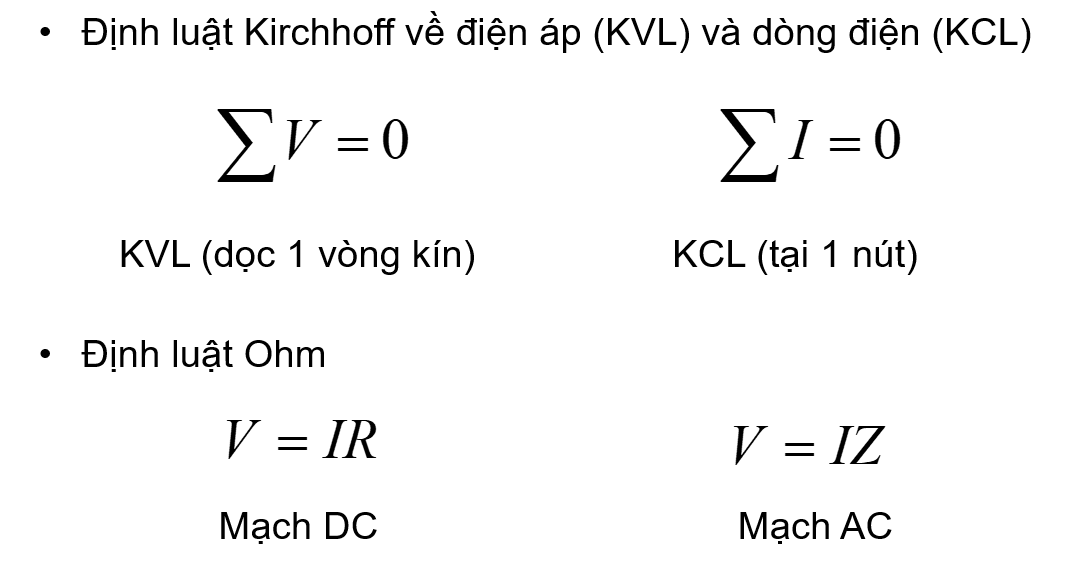 • Định luật Kirchhoff về điện áp (KVL) và dòng điện (KCL)
∑V = 0
∑I = 0
KVL (dọc 1 vòng kín)
KCL (tại 1 nút)
• Định luật Ohm
V = IR
V = IZ
Mạch DC
Mạch AC